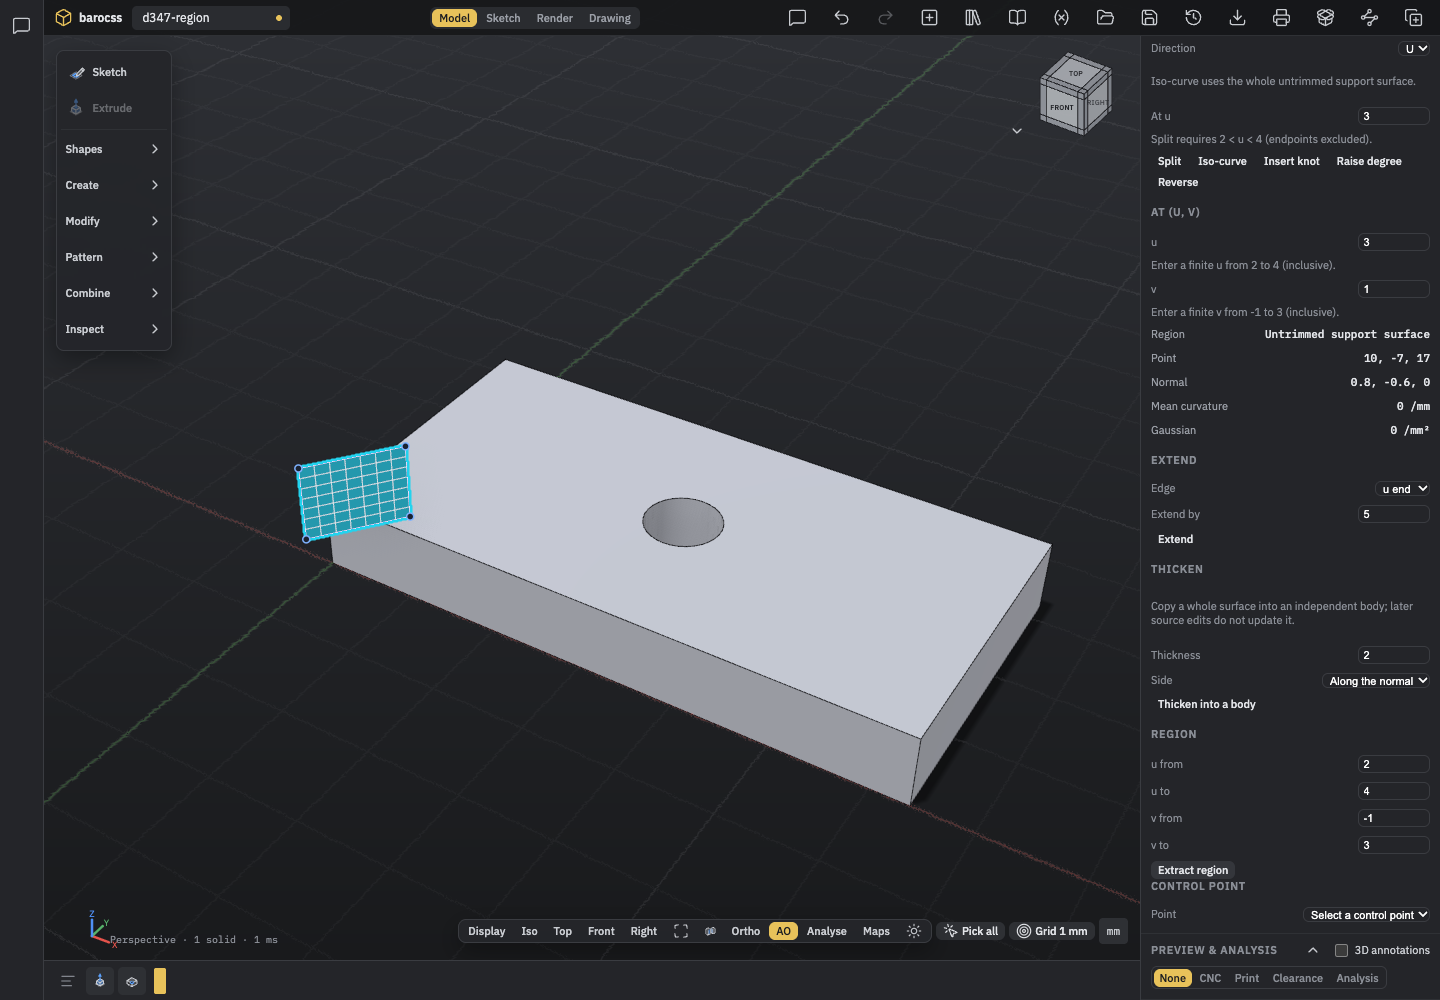 barocss
d347-region
Model
Sketch
Render
Drawing
Sketch
Extrude
Shapes
Create
Modify
Pattern
Combine
Inspect
TOP
FRONT
RIGHT
Z
Y
X
Perspective · 1 solid · 1 ms
Display
Iso
Top
Front
Right
Ortho
AO
Analyse
Maps
Pick all
Grid 1 mm
mm
Direction
U
Iso-curve uses the whole untrimmed support surface.
At u
3
Split requires 2 < u < 4 (endpoints excluded).
Split
Iso-curve
Insert knot
Raise degree
Reverse
AT (U, V)
u
3
Enter a finite u from 2 to 4 (inclusive).
v
1
Enter a finite v from -1 to 3 (inclusive).
Region
Untrimmed support surface
Point
10, -7, 17
Normal
0.8, -0.6, 0
Mean curvature
0 /mm
Gaussian
0 /mm²
EXTEND
Edge
u end
Extend by
5
Extend
THICKEN
Copy a whole surface into an independent body; later
source edits do not update it.
Thickness
2
Side
Along the normal
Thicken into a body
REGION
u from
2
u to
4
v from
-1
v to
3
Extract region
CONTROL POINT
Point
Select a control point
PREVIEW & ANALYSIS
3D annotations
None
CNC
Print
Clearance
Analysis